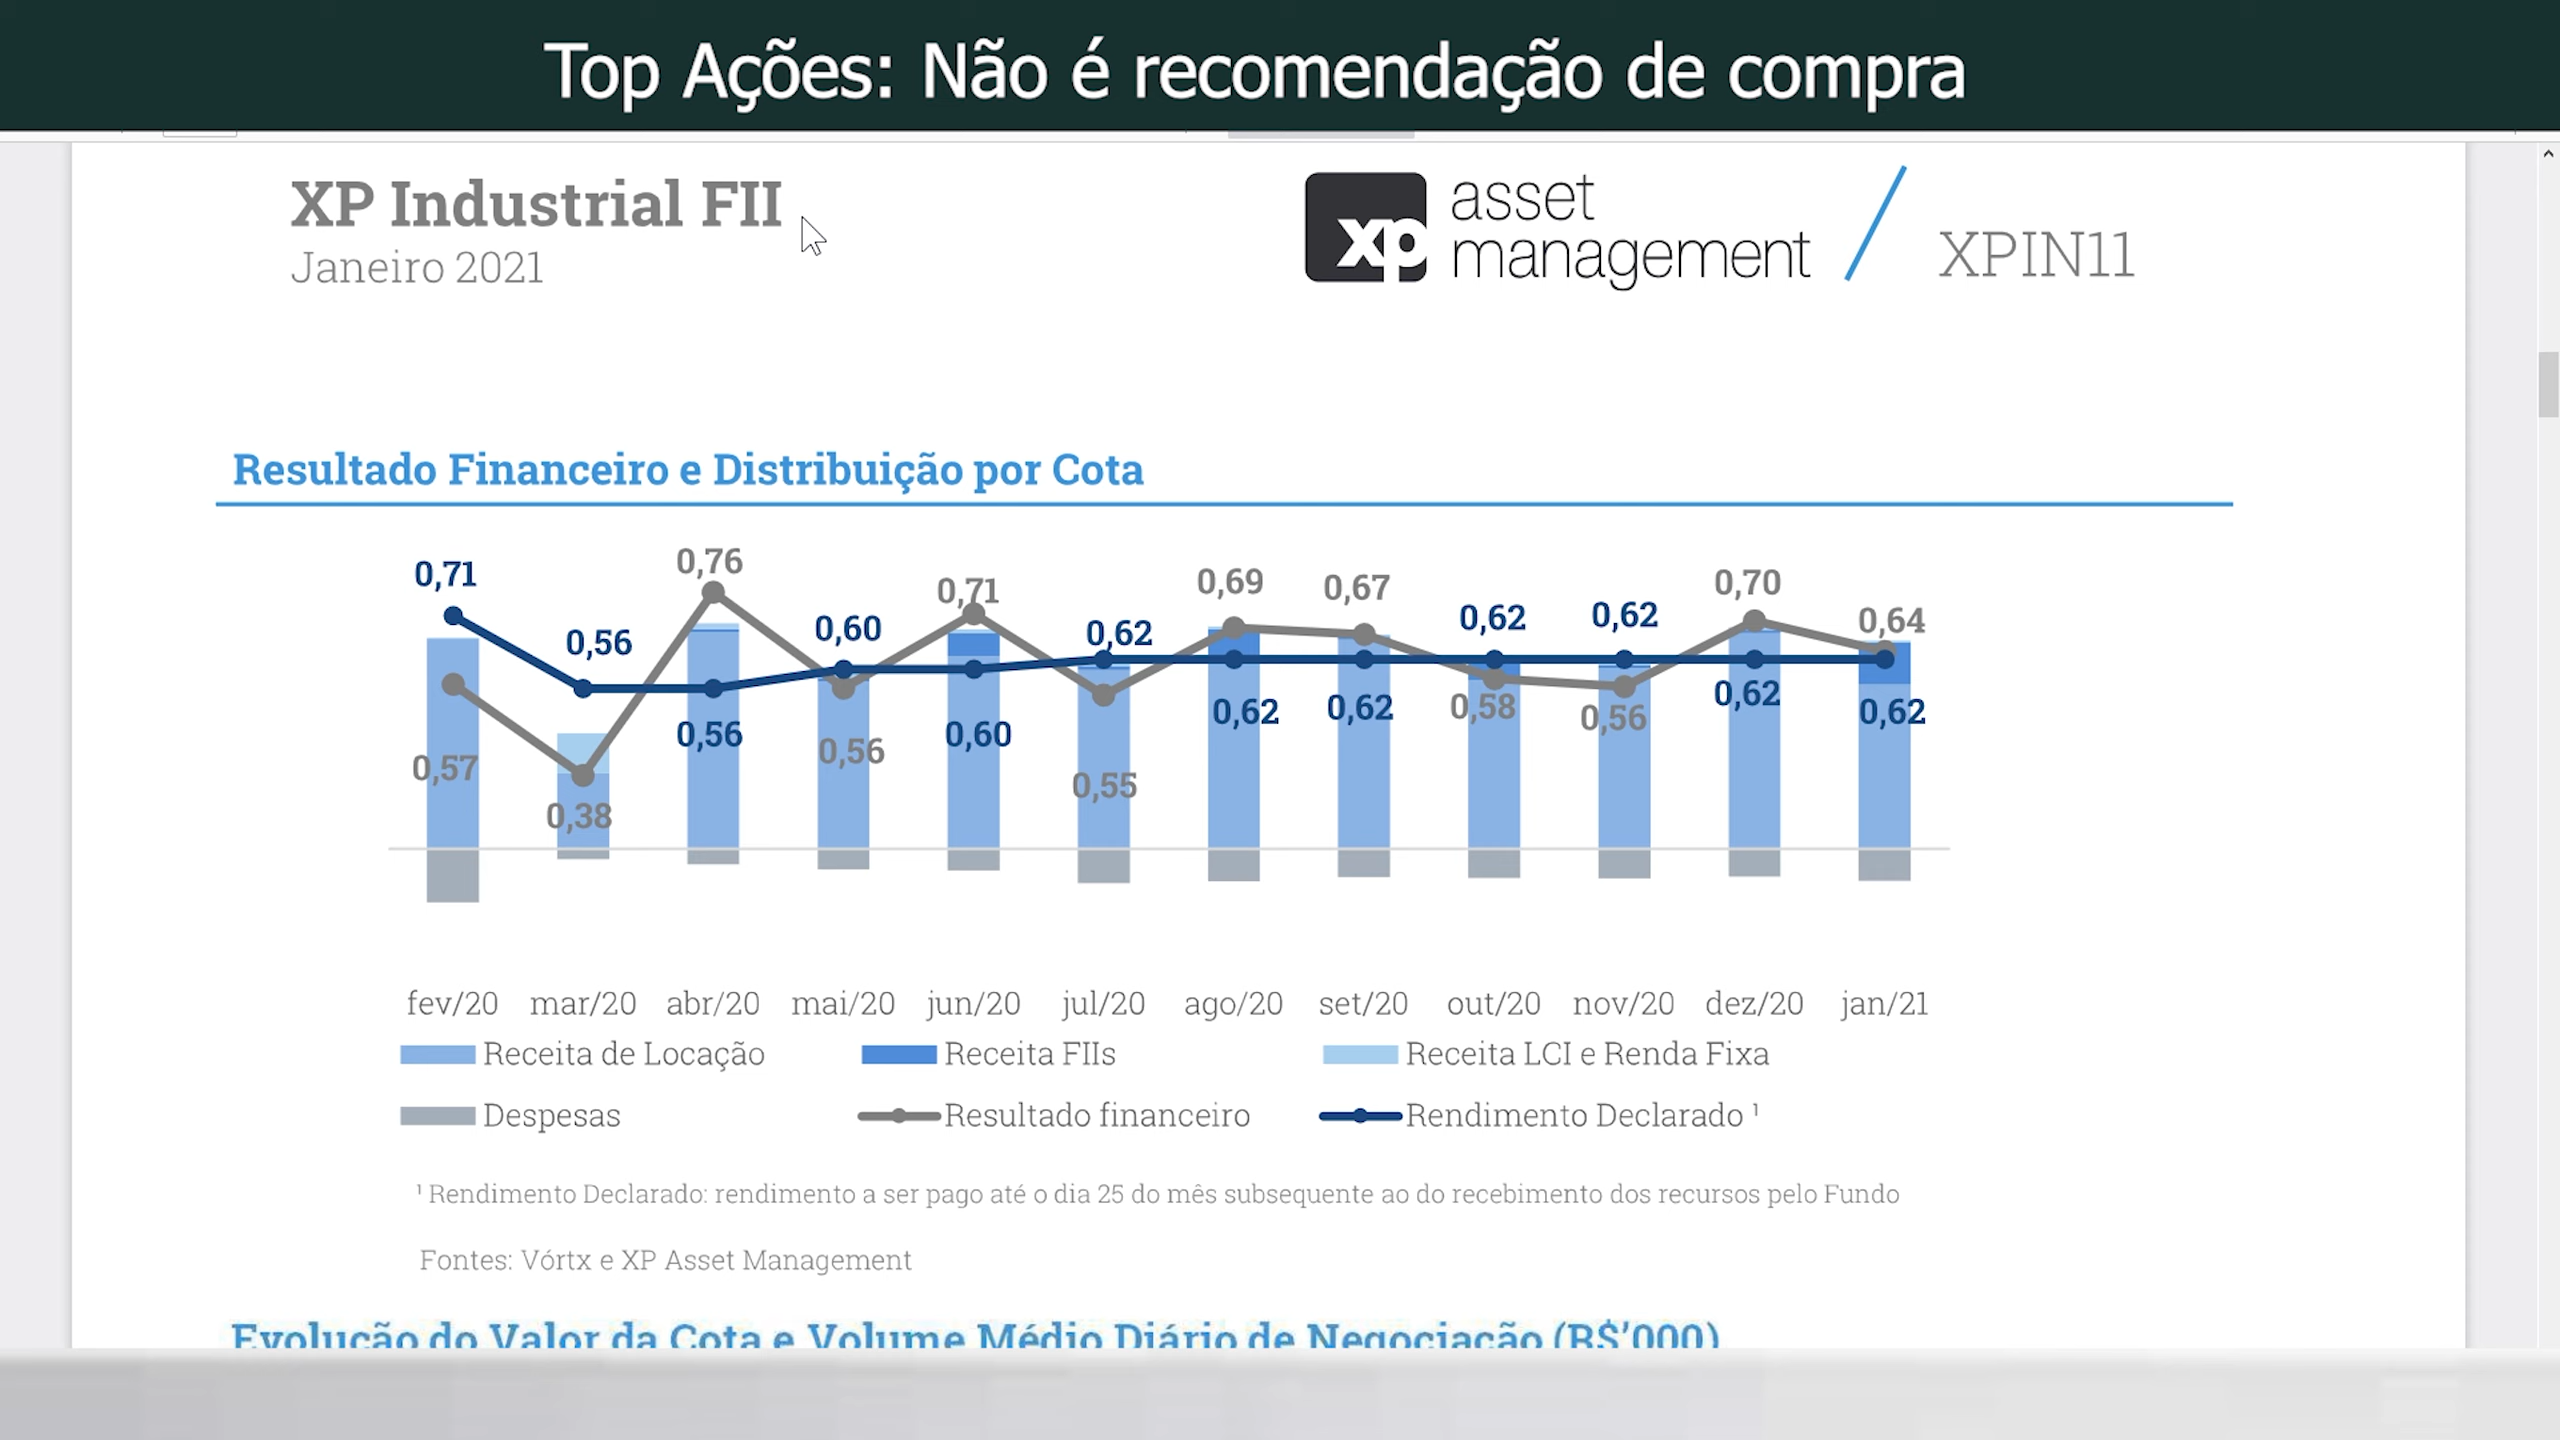 Top Ações: Não é recomendação de compra
XP Industrial FII
Janeiro 2021
xp asset management
XPIN11
Resultado Financeiro e Distribuição por Cota
0,71 0,56 0,76 0,60 0,71 0,62 0,69 0,67 0,62 0,62 0,70 0,64
0,57 0,38 0,56 0,56 0,60 0,55 0,62 0,62 0,58 0,56 0,62 0,62
fev/20 mar/20 abr/20 mai/20 jun/20 jul/20 ago/20 set/20 out/20 nov/20 dez/20 jan/21
Receita de Locação Receita FIIs Receita LCI e Renda Fixa
Despesas Resultado financeiro Rendimento Declarado ¹
¹ Rendimento Declarado: rendimento a ser pago até o dia 25 do mês subsequente ao do recebimento dos recursos pelo Fundo
Fontes: Vórtx e XP Asset Management
Evolução do Valor da Cota e Volume Médio Diário de Negociação (R$'000)